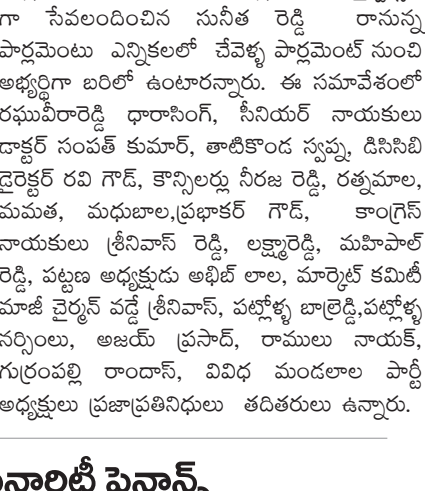 గా సేవలందించిన సునీత రెడ్డి రానున్న
పార్లమెంటు ఎన్నికలలో చేవెళ్ళ పార్లమెంట్ నుంచి
అభ్యర్థిగా బరిలో ఉంటారన్నారు. ఈ సమావేశంలో
రఘువీరారెడ్డి ధారాసింగ్, సీనియర్ నాయకులు
డాక్టర్ సంపత్ కుమార్, తాటికొండ స్వప్న, డిసిసిబి
డైరెక్టర్ రవి గౌడ్, కౌన్సిలర్లు నీరజ రెడ్డి, రత్నమాల,
మమత, మధుబాల,ప్రభాకర్ గౌడ్, కాంగ్రెస్
నాయకులు శ్రీనివాస్ రెడ్డి, లక్ష్మారెడ్డి, మహిపాల్
రెడ్డి, పట్టణ అధ్యక్షుడు అభిబ్ లాల, మార్కెట్ కమిటీ
మాజీ చైర్మన్ వడ్డే శ్రీనివాస్, పట్లోళ్ళ బాల్రెడ్డి,పట్లోళ్ళ
నర్సింలు, అజయ్ ప్రసాద్, రాములు నాయక్,
గుర్రంపల్లి రాందాస్, వివిధ మండలాల పార్టీ
అధ్యక్షులు ప్రజాప్రతినిధులు తదితరులు ఉన్నారు.